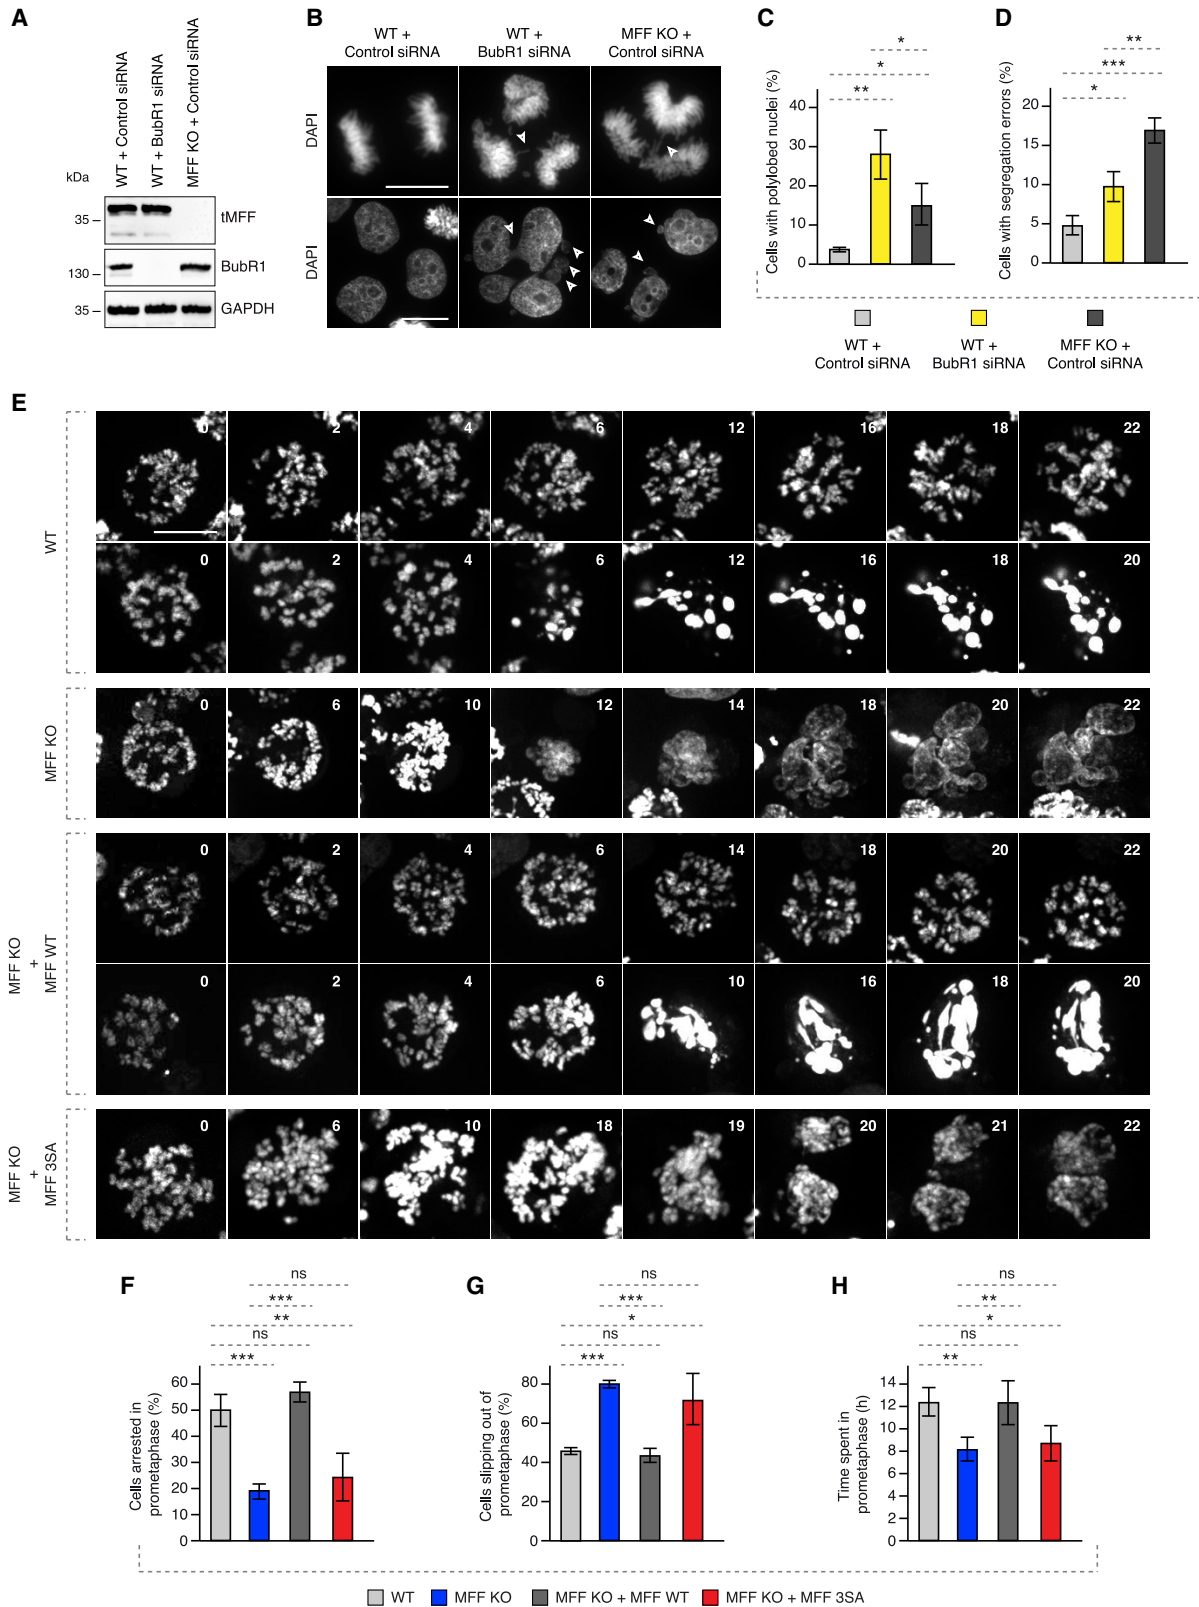 A
WT + Control siRNA
WT + BubR1 siRNA
MFF KO + Control siRNA
kDa
35
tMFF
130
BubR1
35
GAPDH
B
WT +
Control siRNA
WT +
BubR1 siRNA
MFF KO +
Control siRNA
DAPI
DAPI
C
*
*
**
Cells with polylobed nuclei (%)
40
30
20
10
0
D
**
***
*
Cells with segregation errors (%)
20
15
10
5
0
WT +
Control siRNA
WT +
BubR1 siRNA
MFF KO +
Control siRNA
E
WT
0 2 4 6 12 16 18 22
0 2 4 6 12 16 18 20
MFF KO
0 6 10 12 14 18 20 22
MFF KO
+
MFF WT
0 2 4 6 14 18 20 22
0 2 4 6 10 16 18 20
MFF KO
+
MFF 3SA
0 6 10 18 19 20 21 22
F
ns
***
**
ns
***
Cells arrested in
prometaphase (%)
60
50
40
30
20
10
0
G
ns
***
*
ns
***
Cells slipping out of
prometaphase (%)
80
60
40
20
0
H
ns
**
*
ns
**
Time spent in
prometaphase (h)
14
12
10
8
6
4
2
0
WT MFF KO MFF KO + MFF WT MFF KO + MFF 3SA